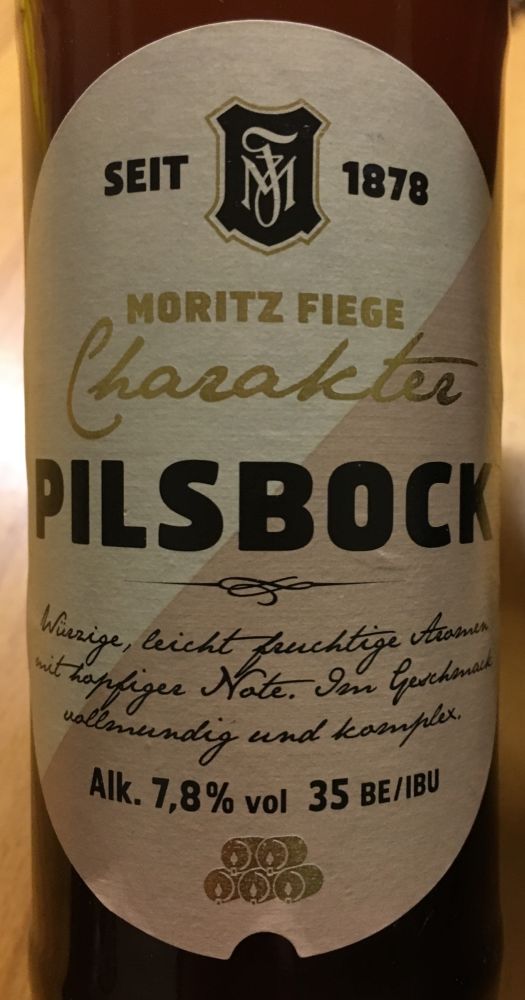 SEIT 1878
MORITZ FIEGE
Charakter
PILSBOCK
Würzige, leicht fruchtige Aromen
mit hopfiger Note. Im Geschmack
vollmundig und komplex.
Alk. 7,8% vol 35 BE/IBU